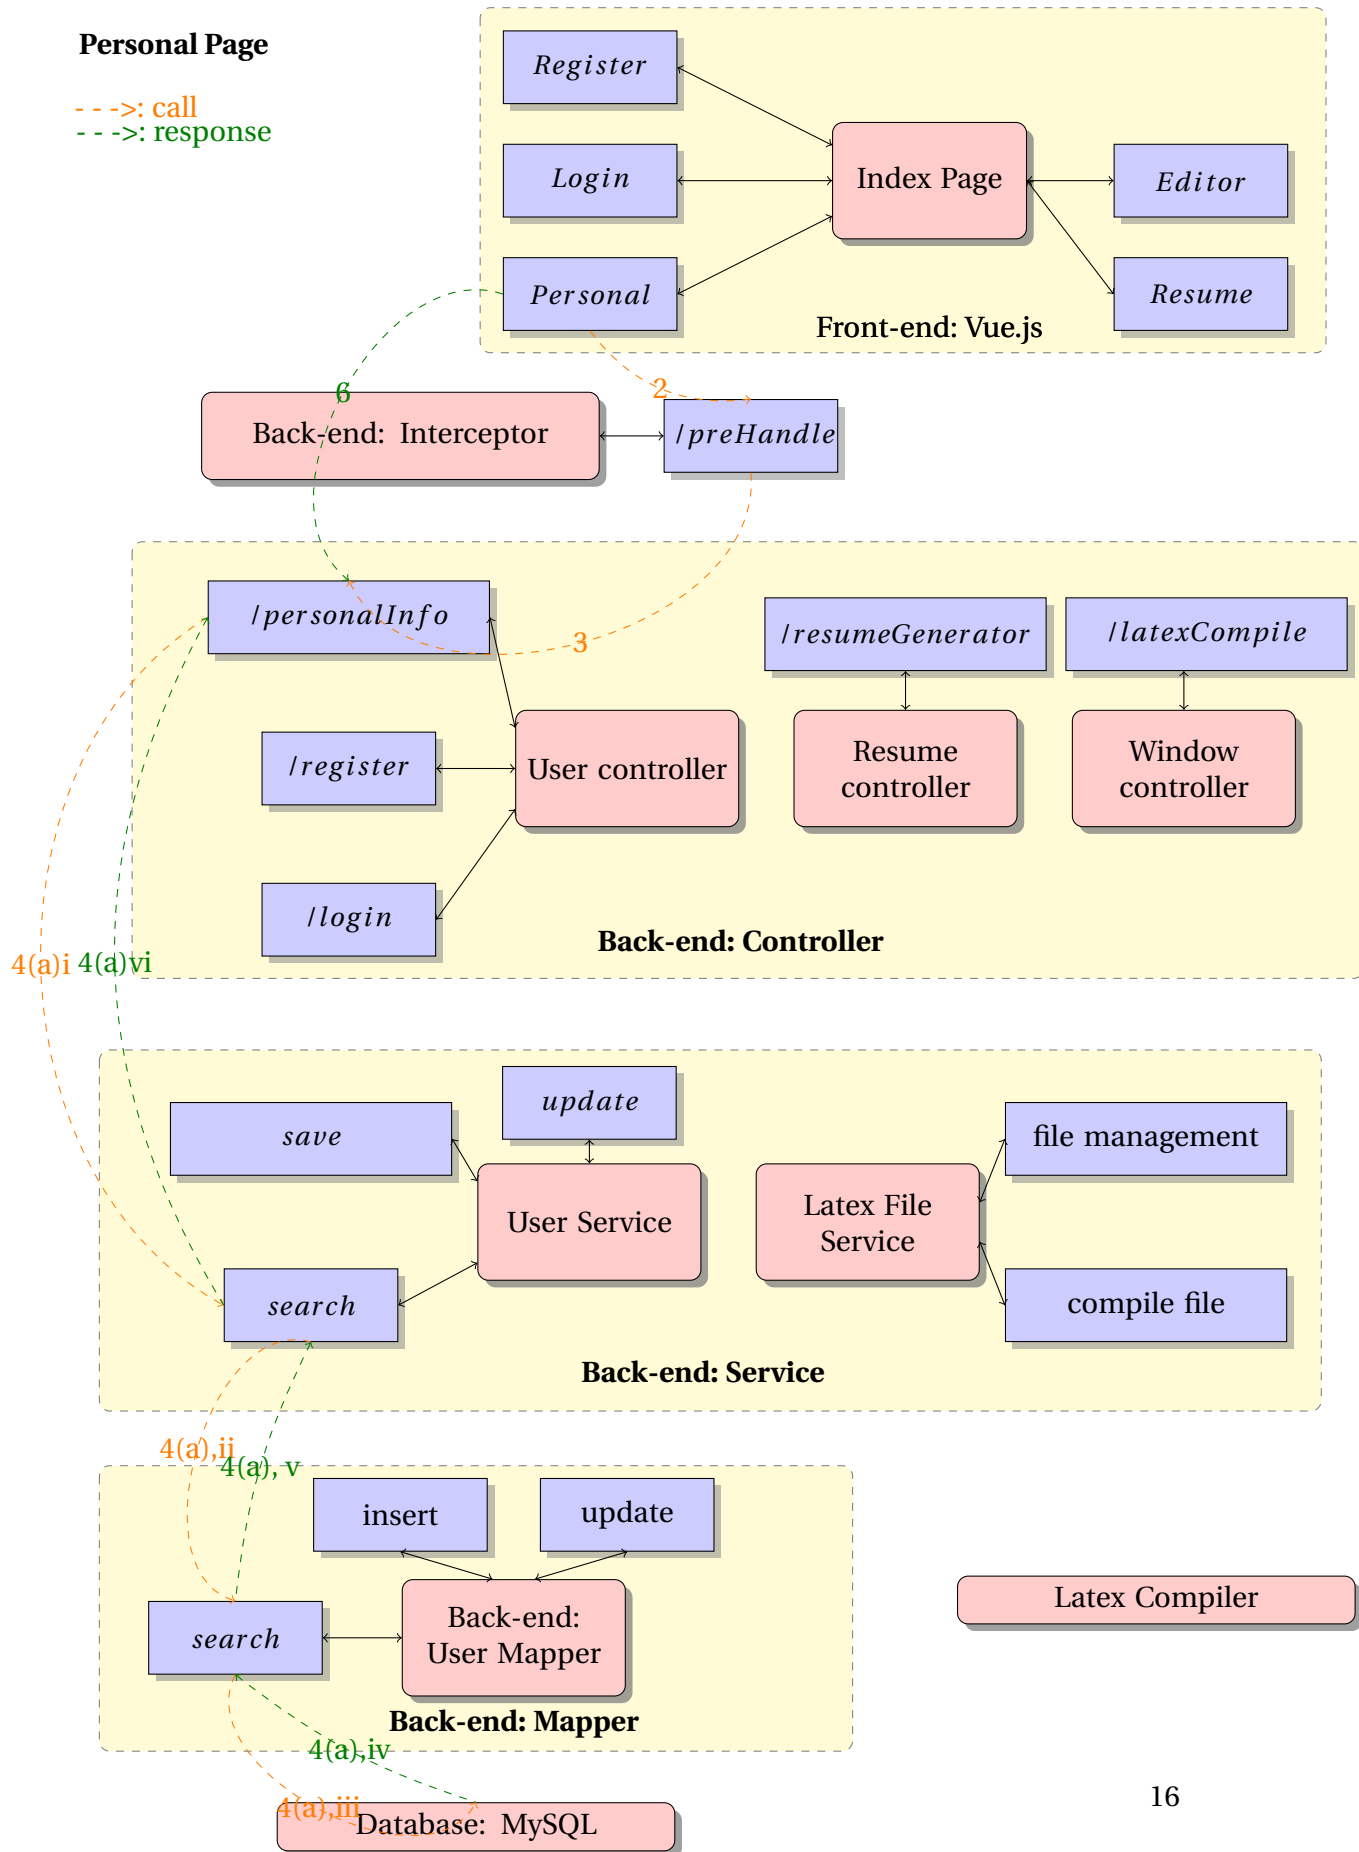 Personal Page
- - ->: call
- - ->: response
Register
Login
Index Page
Editor
Personal
Resume
Front-end: Vue.js
6
2
Back-end: Interceptor
/preHandle
/personalInfo
3
/resumeGenerator
/latexCompile
/register
User controller
Resume
controller
Window
controller
/login
Back-end: Controller
4(a)i
4(a)vi
update
save
file management
User Service
Latex File
Service
search
compile file
Back-end: Service
4(a),ii
4(a), v
insert
update
Latex Compiler
search
Back-end:
User Mapper
Back-end: Mapper
4(a),iv
4(a),iii
Database: MySQL
16